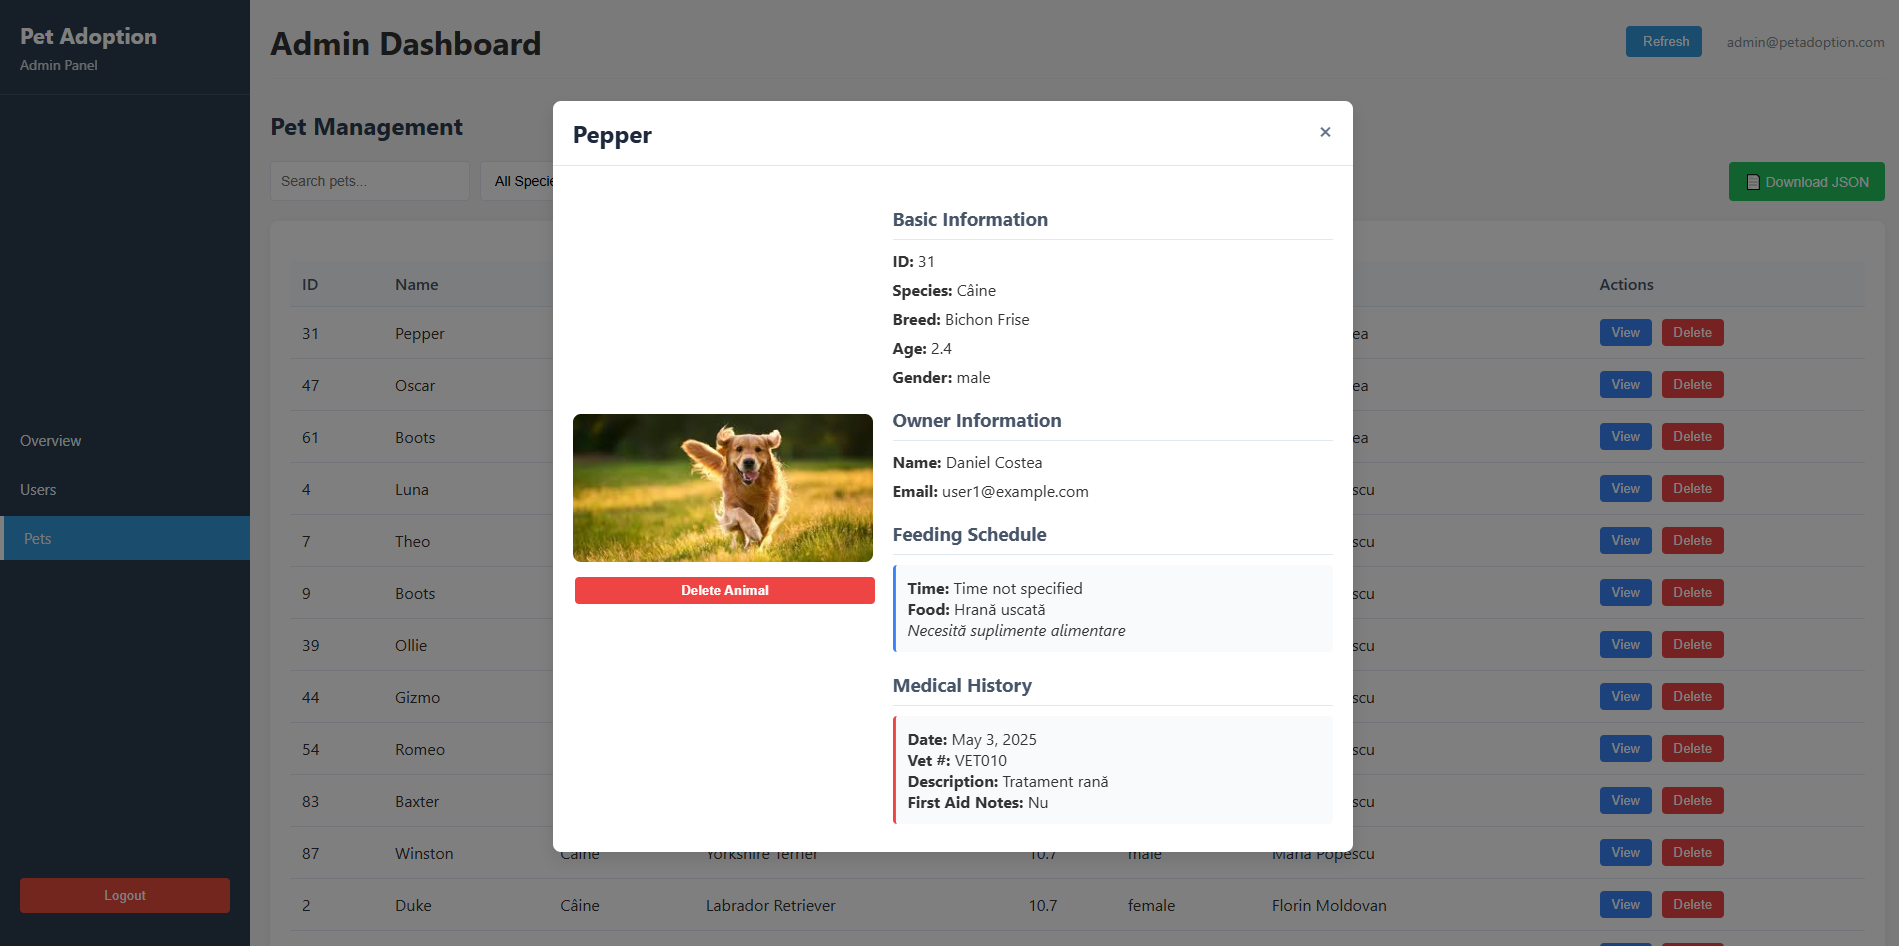 Pet Adoption
Admin Panel
Overview
Users
Pets
Logout
Admin Dashboard
Refresh
admin@petadoption.com
Pet Management
Search pets...
All Specie
Download JSON
ID Name Actions
31 Pepper ea View Delete
47 Oscar ea View Delete
61 Boots ea View Delete
4 Luna scu View Delete
7 Theo scu View Delete
9 Boots scu View Delete
39 Ollie scu View Delete
44 Gizmo scu View Delete
54 Romeo scu View Delete
83 Baxter scu View Delete
87 Winston Câine Yorkshire Terrier 10.7 male Maria Popescu View Delete
2 Duke Câine Labrador Retriever 10.7 female Florin Moldovan View Delete
Pepper
×
Delete Animal
Basic Information
ID: 31
Species: Câine
Breed: Bichon Frise
Age: 2.4
Gender: male
Owner Information
Name: Daniel Costea
Email: user1@example.com
Feeding Schedule
Time: Time not specified
Food: Hrană uscată
Necesită suplimente alimentare
Medical History
Date: May 3, 2025
Vet #: VET010
Description: Tratament rană
First Aid Notes: Nu